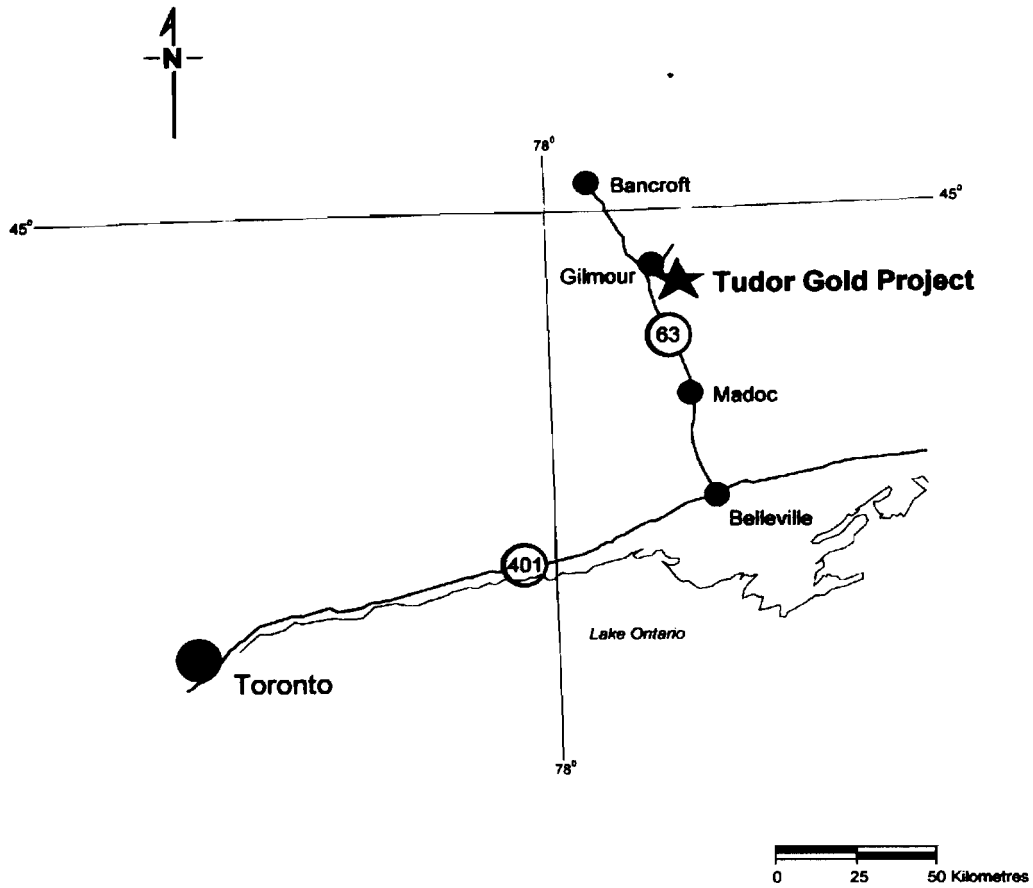 N
78°
Bancroft
45°
45°
Gilmour
Tudor Gold Project
63
Madoc
Belleville
401
Lake Ontario
Toronto
78°
0 25 50 Kilometres